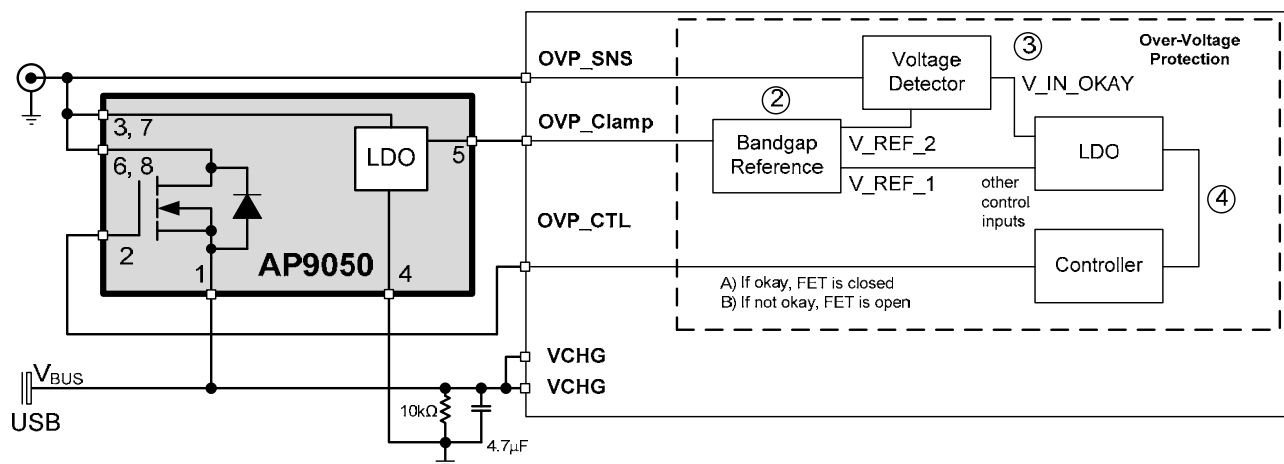 OVP_SNS
OVP_Clamp
OVP_CTL
VCHG
VCHG
3, 7
6, 8
2
1
4
5
LDO
AP9050
VBUS
USB
10kΩ
4.7µF
Over-Voltage
Protection
②
③
④
Voltage
Detector
V_IN_OKAY
Bandgap
Reference
V_REF_2
V_REF_1
other
control
inputs
LDO
Controller
A) If okay, FET is closed
B) If not okay, FET is open